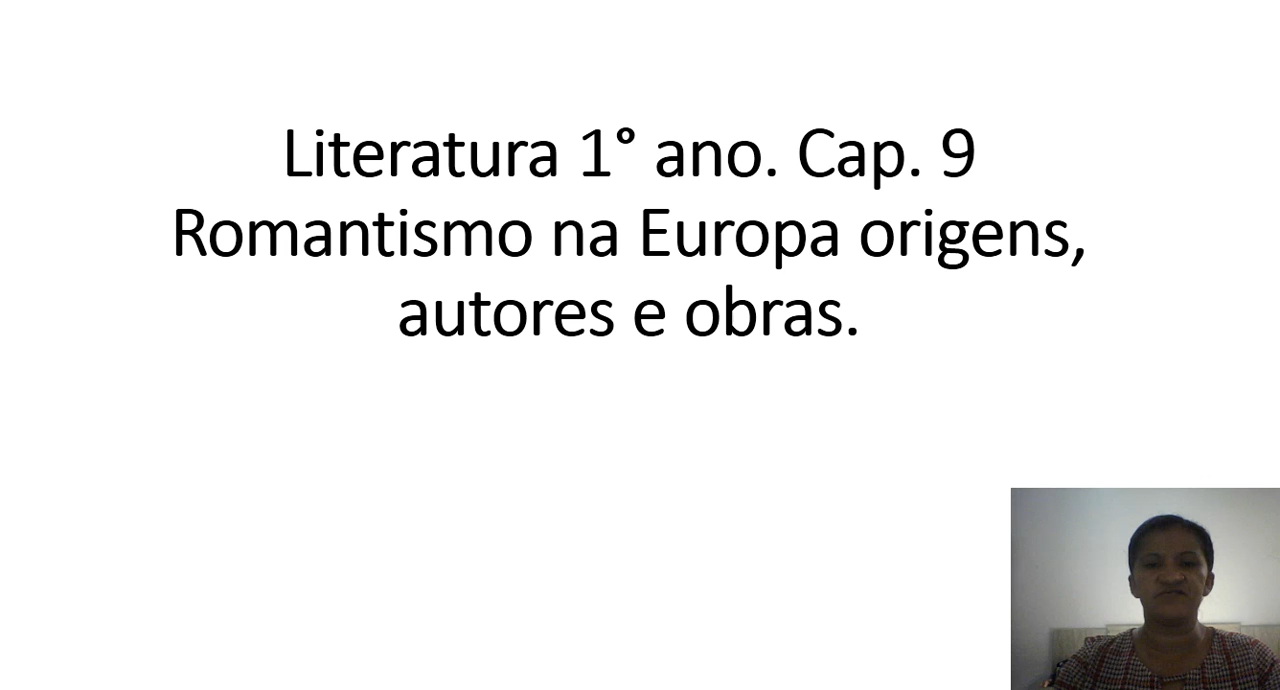 Literatura 1° ano. Cap. 9
Romantismo na Europa origens,
autores e obras.